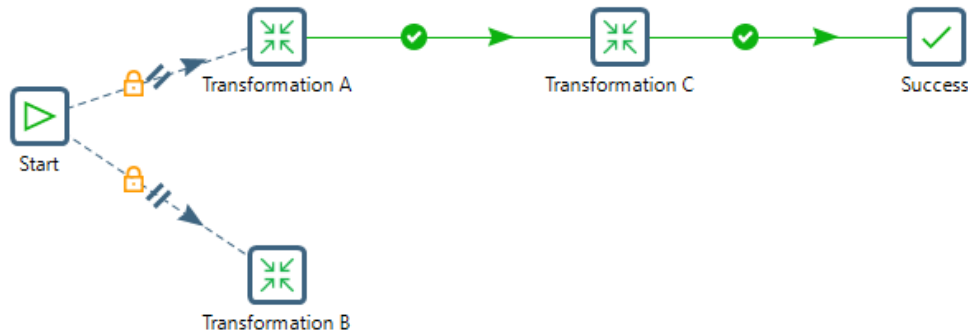 Transformation A
Transformation C
Success
Start
Transformation B